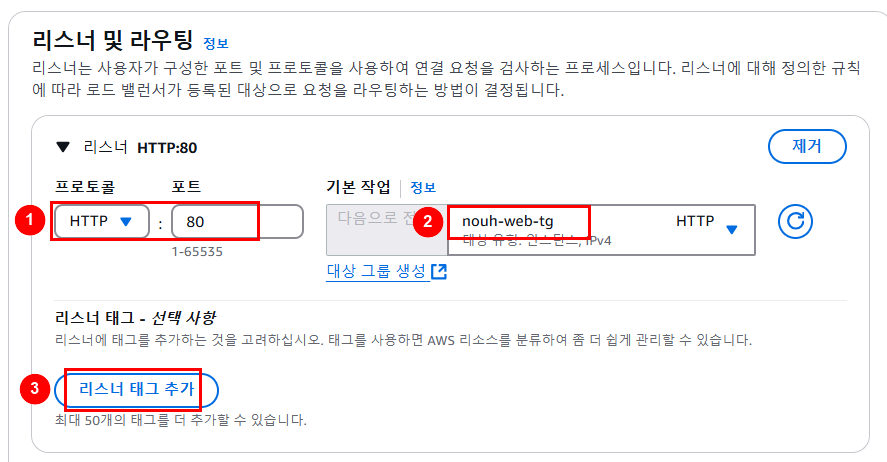 리스너 및 라우팅 정보
리스너는 사용자가 구성한 포트 및 프로토콜을 사용하여 연결 요청을 검사하는 프로세스입니다. 리스너에 대해 정의한 규칙
에 따라 로드 밸런서가 등록된 대상으로 요청을 라우팅하는 방법이 결정됩니다.
▼ 리스너 HTTP:80 제거
프로토콜 포트 기본 작업 정보
1 HTTP : 80 다음으로 2 nouh-web-tg HTTP
대상 유형: 인스턴스, IPv4
1-65535
대상 그룹 생성
리스너 태그 - 선택 사항
리스너에 태그를 추가하는 것을 고려하십시오. 태그를 사용하면 AWS 리소스를 분류하여 좀 더 쉽게 관리할 수 있습니다.
3 리스너 태그 추가
최대 50개의 태그를 더 추가할 수 있습니다.